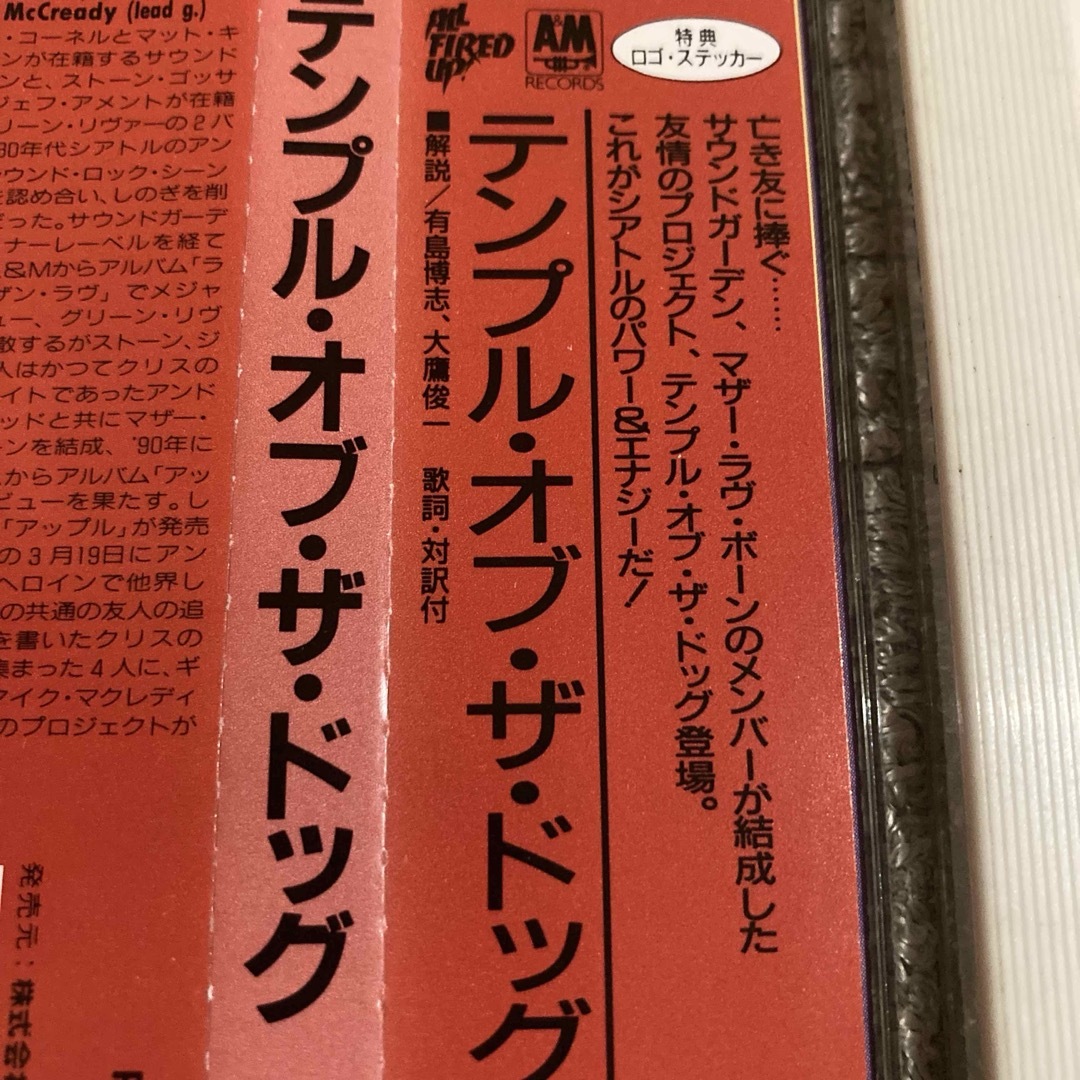 ALL
FIRED
UP!
A&M
RECORDS
特典
ロゴ・ステッカー
亡き友に捧ぐ……
サウンドガーデン、マザー・ラヴ・ボーンのメンバーが結成した
友情のプロジェクト、テンプル・オブ・ザ・ドッグ登場。
これがシアトルのパワー&エナジーだ!
テンプル・オブ・ザ・ドッグ
■解説/有島博志、大鷹俊一 歌詞・対訳付
テンプル・オブ・ザ・ドッグ
McCready (lead g.)
・コーネルとマット・キ
ンが在籍するサウンド
ンと、ストーン・ゴッサ
ジェフ・アメントが在籍
リーン・リヴァーの2バ
80年代シアトルのアン
ラウンド・ロック・シーン
を認め合い、しのぎを削
だった。サウンドガーデ
ナーレーベルを経て
A&Mからアルバム「ラ
ザン・ラヴ」でメジャ
ュー、グリーン・リヴ
散するがストーン、ジ
人はかつてクリスの
イトであったアンド
ッドと共にマザー・
ーンを結成、'90年に
からアルバム「アッ
ビューを果たす。し
「アップル」が発売
の3月19日にアン
ヘロインで他界し
の共通の友人の追
を書いたクリスの
集まった4人に、ギ
マイク・マクレディ
のプロジェクトが
発売元:株式会社